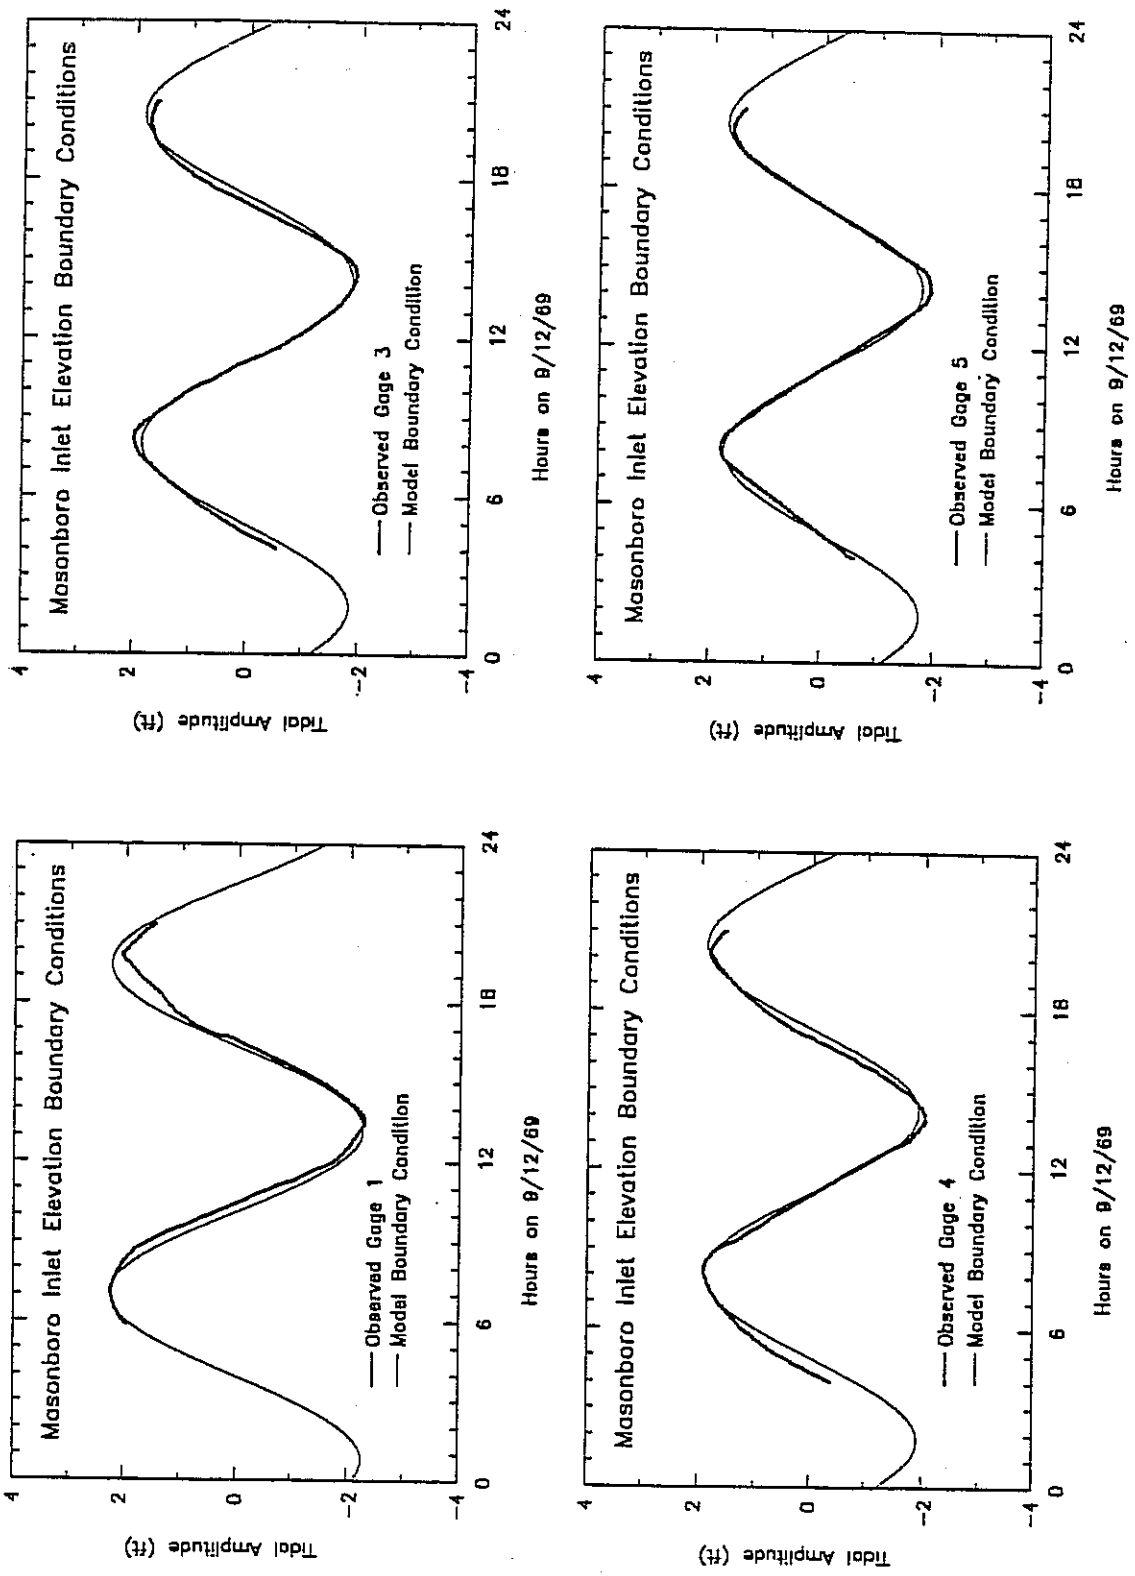 Masonboro Inlet Elevation Boundary Conditions
4
2
0
-2
-4
Tidal Amplitude (ft)
Observed Gage 1
Model Boundary Condition
0
6
12
18
24
Hours on 9/12/69
Masonboro Inlet Elevation Boundary Conditions
4
2
0
-2
-4
Tidal Amplitude (ft)
Observed Gage 3
Model Boundary Condition
0
6
12
18
24
Hours on 9/12/69
Masonboro Inlet Elevation Boundary Conditions
4
2
0
-2
-4
Tidal Amplitude (ft)
Observed Gage 4
Model Boundary Condition
0
6
12
18
24
Hours on 9/12/69
Masonboro Inlet Elevation Boundary Conditions
4
2
0
-2
-4
Tidal Amplitude (ft)
Observed Gage 5
Model Boundary Condition
0
6
12
18
24
Hours on 9/12/69